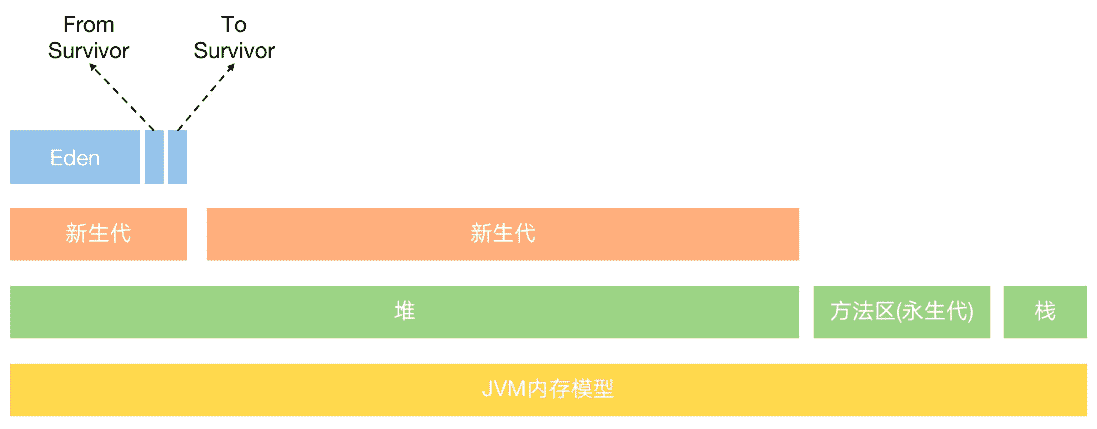 From
Survivor
To
Survivor
Eden
新生代
新生代
堆
方法区(永生代)
栈
JVM内存模型